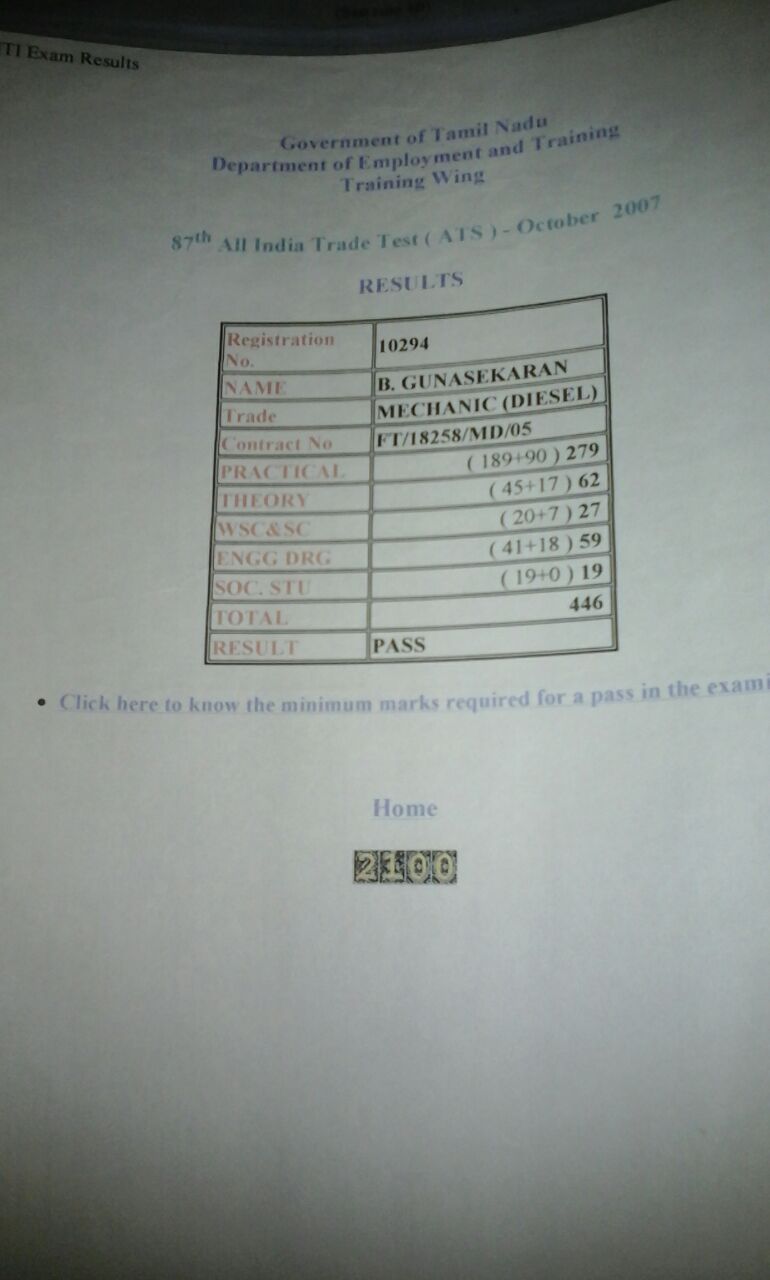 ITI Exam Results
Government of Tamil Nadu
Department of Employment and Training
Training Wing
87th All India Trade Test ( ATS ) - October 2007
RESULTS
Registration No. 10294
NAME B. GUNASEKARAN
Trade MECHANIC (DIESEL)
Contract No FT/18258/MD/05
PRACTICAL ( 189+90 ) 279
THEORY ( 45+17 ) 62
WSC&SC ( 20+7 ) 27
ENGG DRG ( 41+18 ) 59
SOC. STU ( 19+0 ) 19
TOTAL 446
RESULT PASS
• Click here to know the minimum marks required for a pass in the exami
Home
2100